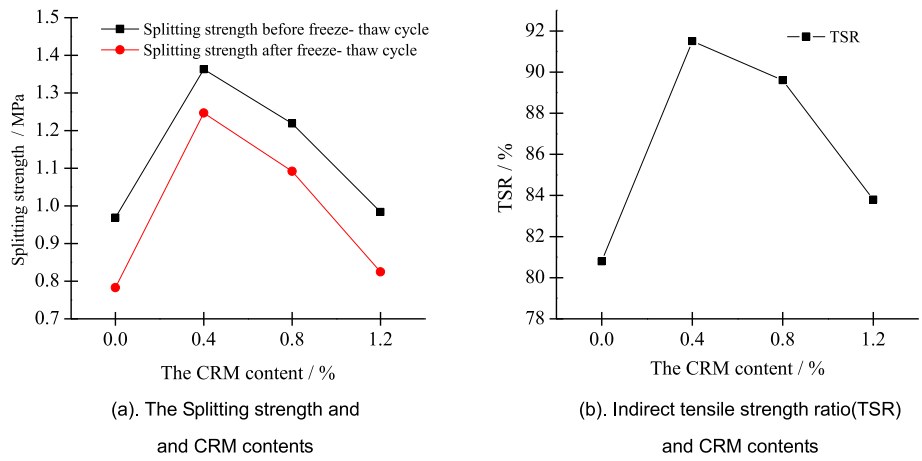 Splitting strength before freeze- thaw cycle
Splitting strength after freeze- thaw cycle
Splitting strength / MPa
1.5
1.4
1.3
1.2
1.1
1.0
0.9
0.8
0.7
0.0 0.4 0.8 1.2
The CRM content / %
(a). The Splitting strength and
and CRM contents
TSR
TSR / %
92
90
88
84
80
78
0.0 0.4 0.8 1.2
The CRM content / %
(b). Indirect tensile strength ratio(TSR)
and CRM contents